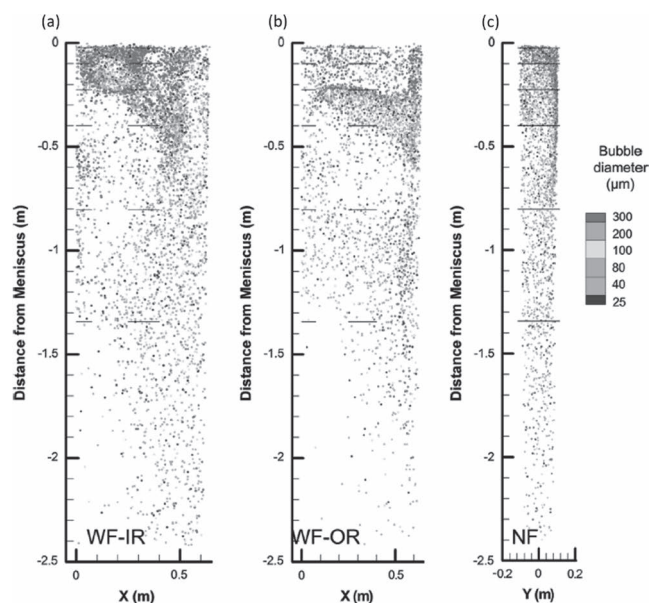 (a)
0
-0.5
-1
-1.5
-2
-2.5
Distance from Meniscus (m)
WF-IR
0 0.5
X (m)
(b)
0
-0.5
-1
-1.5
-2
-2.5
Distance from Meniscus (m)
WF-OR
0 0.5
X (m)
(c)
0
-0.5
-1
-1.5
-2
-2.5
Distance from Meniscus (m)
NF
-0.2 0 0.2
Y (m)
Bubble
diameter
(μm)
300
200
100
80
40
25